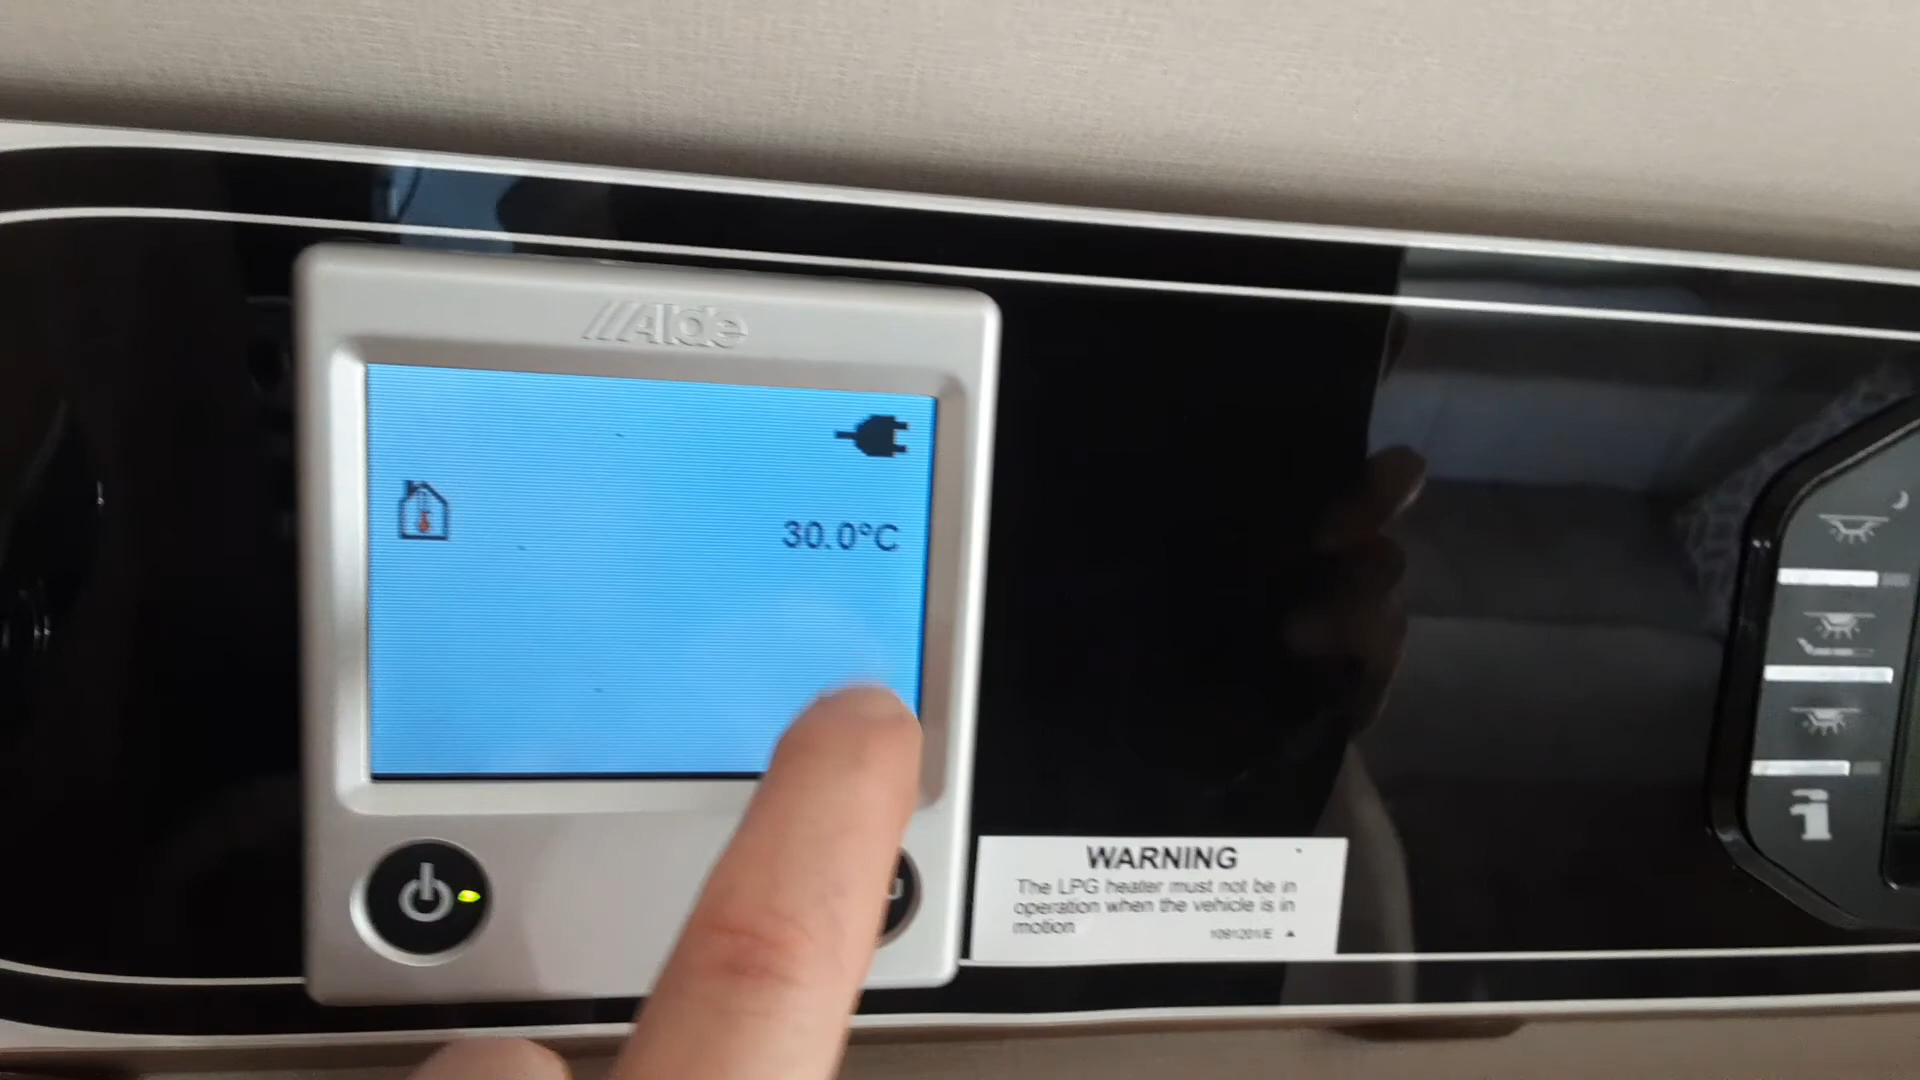 Alde
30.0°C
WARNING
The LPG heater must not be in
operation when the vehicle is in
motion